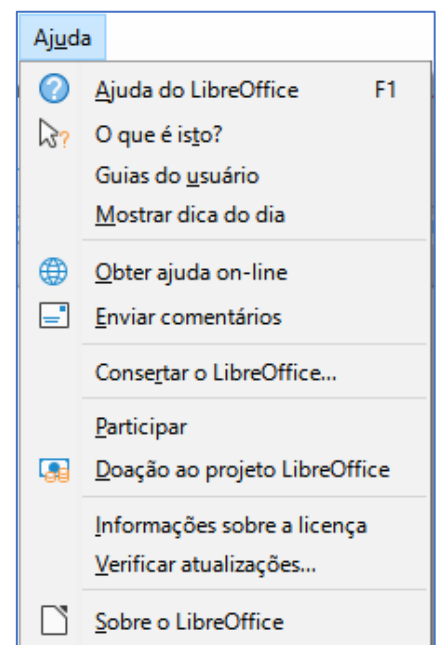 Ajuda
Ajuda do LibreOffice F1
O que é isto?
Guias do usuário
Mostrar dica do dia
Obter ajuda on-line
Enviar comentários
Consertar o LibreOffice...
Participar
Doação ao projeto LibreOffice
Informações sobre a licença
Verificar atualizações...
Sobre o LibreOffice